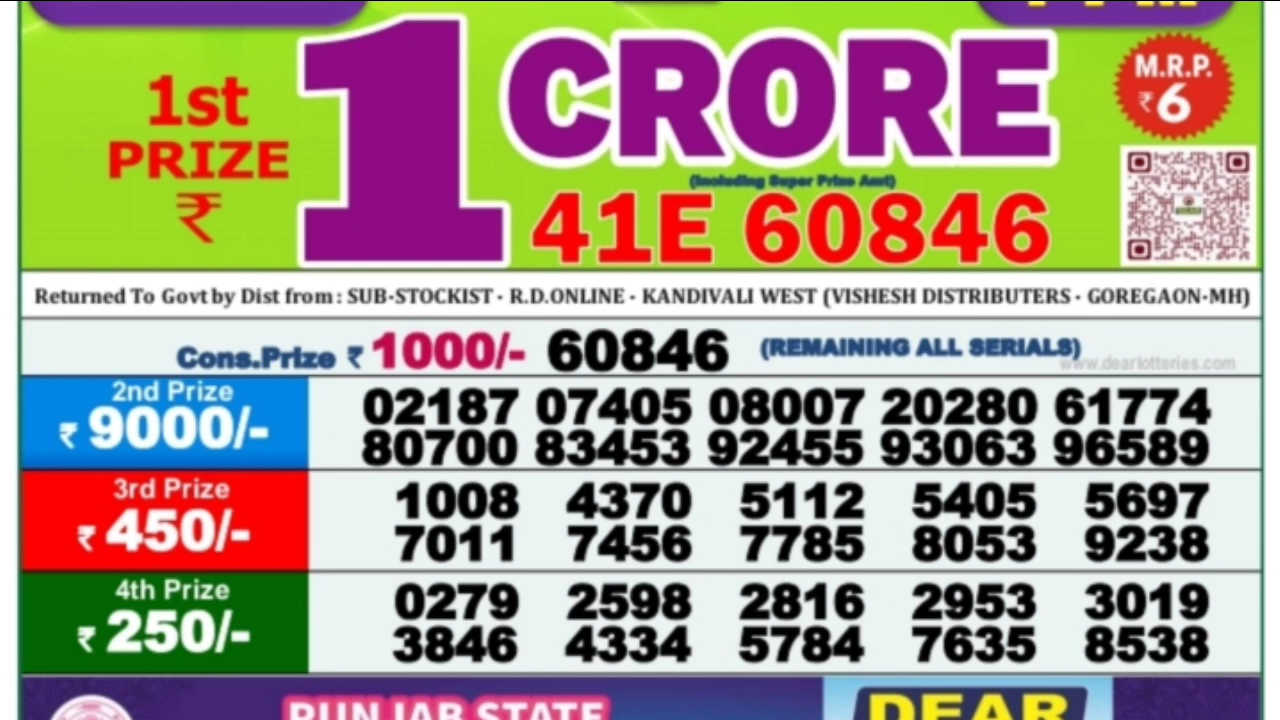 1st
PRIZE
₹
1 CRORE
(Including Super Prize Amt)
41E 60846
M.R.P.
₹6
Returned To Govt by Dist from : SUB-STOCKIST - R.D.ONLINE - KANDIVALI WEST (VISHESH DISTRIBUTERS - GOREGAON-MH)
Cons.Prize ₹ 1000/- 60846 (REMAINING ALL SERIALS)
www.dearlotteries.com
2nd Prize
₹ 9000/-
02187 07405 08007 20280 61774
80700 83453 92455 93063 96589
3rd Prize
₹ 450/-
1008 4370 5112 5405 5697
7011 7456 7785 8053 9238
4th Prize
₹ 250/-
0279 2598 2816 2953 3019
3846 4334 5784 7635 8538
PUNJAB STATE
DEAR